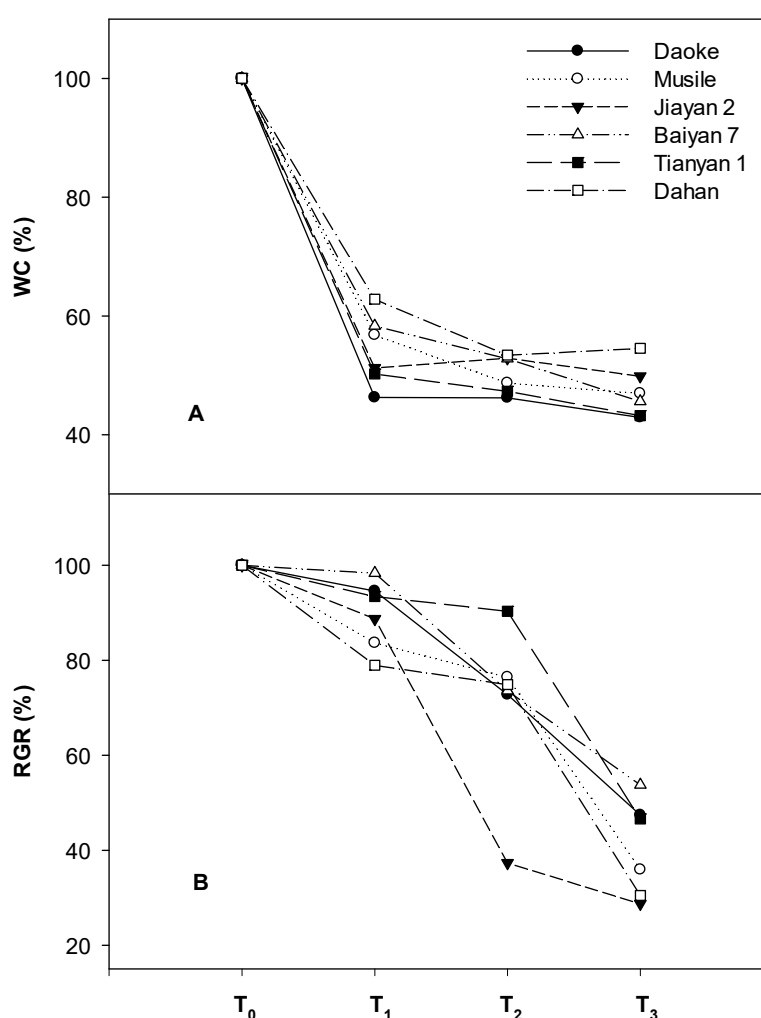 100
80
60
40
WC (%)
A
Daoke
Musile
Jiayan 2
Baiyan 7
Tianyan 1
Dahan
100
80
60
40
20
RGR (%)
B
T₀ T₁ T₂ T₃